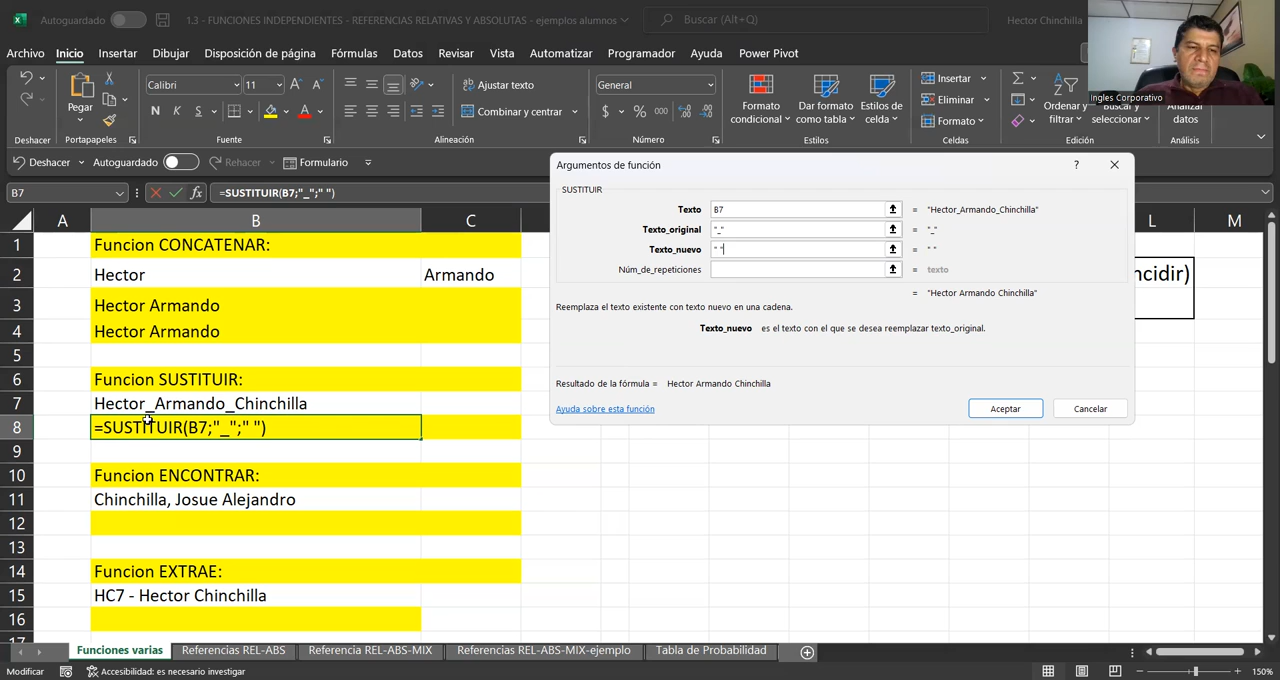 Autoguardado
1.3 - FUNCIONES INDEPENDIENTES - REFERENCIAS RELATIVAS Y ABSOLUTAS - ejemplos alumnos
Buscar (Alt+Q)
Hector Chinchilla
Ingles Corporativo
Archivo Inicio Insertar Dibujar Disposición de página Fórmulas Datos Revisar Vista Automatizar Programador Ayuda Power Pivot
Pegar
Calibri 11
Ajustar texto
General
N K S
Combinar y centrar
$ % 000
Formato condicional
Dar formato como tabla
Estilos de celda
Insertar
Eliminar
Formato
Ordenar y filtrar
Buscar y seleccionar
Analizar datos
Deshacer Portapapeles Fuente Alineación Número Estilos Celdas Edición Análisis
Deshacer Autoguardado Rehacer Formulario
B7
fx =SUSTITUIR(B7;"_";" ")
A B C L M
1 Funcion CONCATENAR:
2 Hector Armando
ncidir)
3 Hector Armando
4 Hector Armando
5
6 Funcion SUSTITUIR:
7 Hector_Armando_Chinchilla
8 =SUSTITUIR(B7;"_";" ")
9
10 Funcion ENCONTRAR:
11 Chinchilla, Josue Alejandro
12
13
14 Funcion EXTRAE:
15 HC7 - Hector Chinchilla
16
Argumentos de función ?
SUSTITUIR
Texto B7 = "Hector_Armando_Chinchilla"
Texto_original "_" = "_"
Texto_nuevo " " = " "
Núm_de_repeticiones = texto
= "Hector Armando Chinchilla"
Reemplaza el texto existente con texto nuevo en una cadena.
Texto_nuevo es el texto con el que se desea reemplazar texto_original.
Resultado de la fórmula = Hector Armando Chinchilla
Ayuda sobre esta función
Aceptar Cancelar
Funciones varias Referencias REL-ABS Referencia REL-ABS-MIX Referencias REL-ABS-MIX-ejemplo Tabla de Probabilidad
Modificar Accesibilidad: es necesario investigar 150%